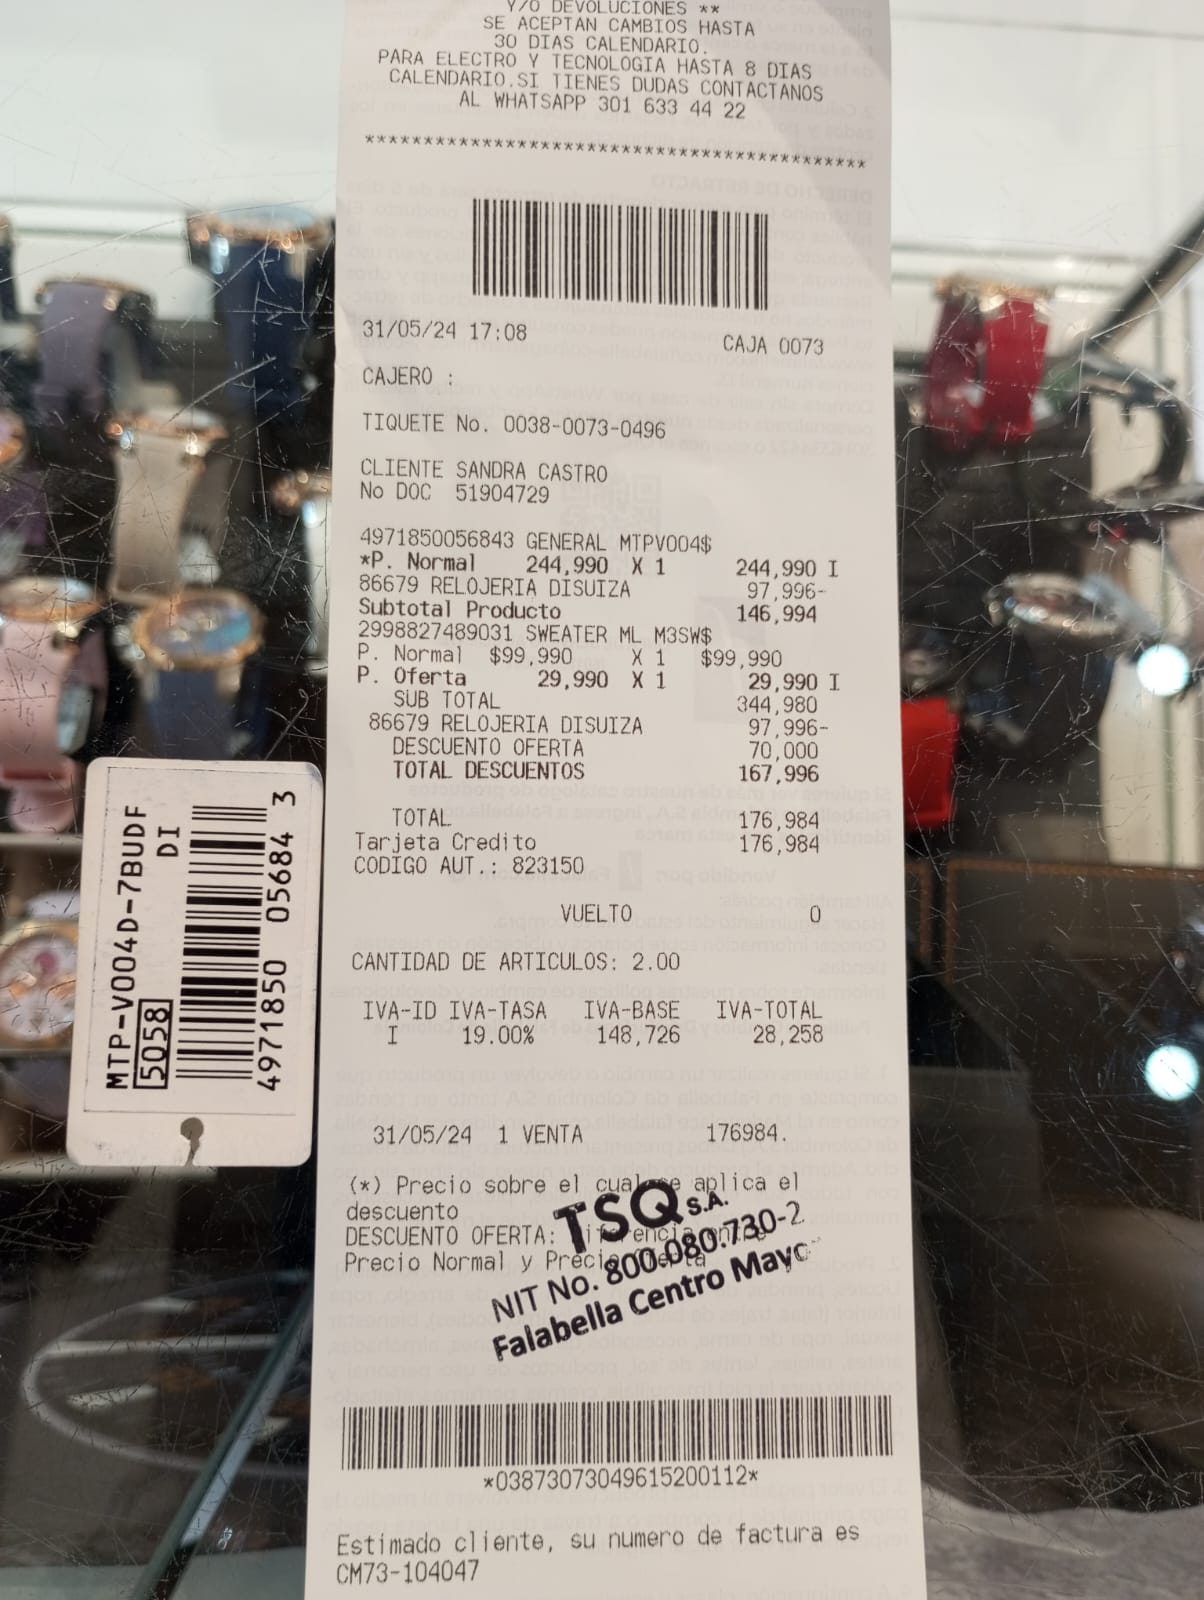 Y/O DEVOLUCIONES **
SE ACEPTAN CAMBIOS HASTA
30 DIAS CALENDARIO.
PARA ELECTRO Y TECNOLOGIA HASTA 8 DIAS
CALENDARIO.SI TIENES DUDAS CONTACTANOS
AL WHATSAPP 301 633 44 22
******************************************
31/05/24 17:08 CAJA 0073
CAJERO :
TIQUETE No. 0038-0073-0496
CLIENTE SANDRA CASTRO
No DOC 51904729
4971850056843 GENERAL MTPV004$
*P. Normal 244,990 X 1 244,990 I
86679 RELOJERIA DISUIZA 97,996-
Subtotal Producto 146,994
2998827489031 SWEATER ML M3SW$
P. Normal $99,990 X 1 $99,990
P. Oferta 29,990 X 1 29,990 I
SUB TOTAL 344,980
86679 RELOJERIA DISUIZA 97,996-
DESCUENTO OFERTA 70,000
TOTAL DESCUENTOS 167,996
TOTAL 176,984
Tarjeta Credito 176,984
CODIGO AUT.: 823150
VUELTO 0
CANTIDAD DE ARTICULOS: 2.00
IVA-ID IVA-TASA IVA-BASE IVA-TOTAL
1 19.00% 148,726 28,258
31/05/24 1 VENTA 176984.
(*) Precio sobre el cual se aplica el
descuento
DESCUENTO OFERTA: Diferencia entre
Precio Normal y Precio Oferta
TSQ S.A.
NIT No. 800.080.730-2
Falabella Centro Mayo
*03873073049615200112*
Estimado cliente, su numero de factura es
CM73-104047
MTP-V004D-7BUDF
DI
5058
4971850 05684 3